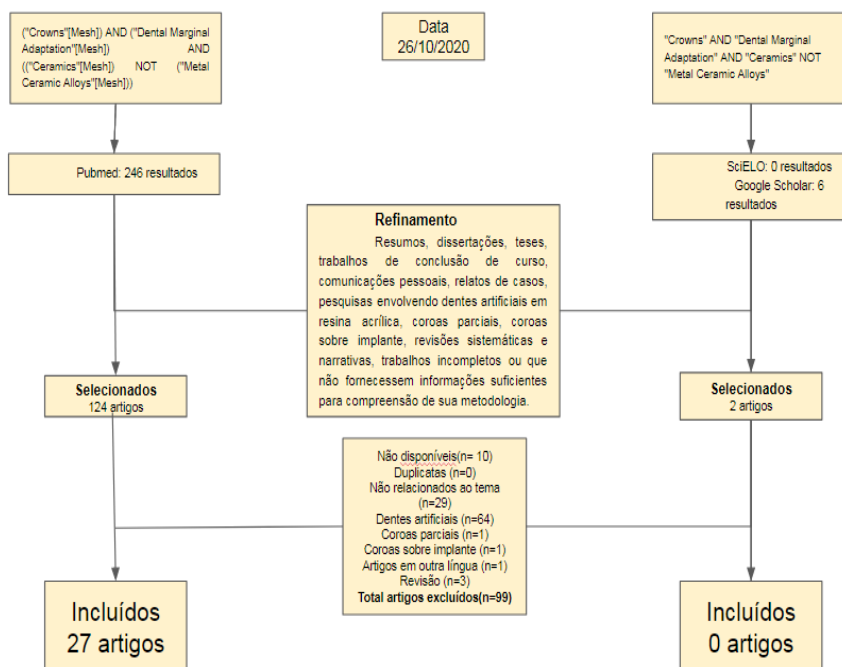 ("Crowns"[Mesh]) AND ("Dental Marginal
Adaptation"[Mesh]) AND
(("Ceramics"[Mesh]) NOT ("Metal
Ceramic Alloys"[Mesh]))
Data
26/10/2020
"Crowns" AND "Dental Marginal
Adaptation" AND "Ceramics" NOT
"Metal Ceramic Alloys"
Pubmed: 246 resultados
SciELO: 0 resultados
Google Scholar: 6
resultados
Refinamento
Resumos, dissertações, teses,
trabalhos de conclusão de curso,
comunicações pessoais, relatos de casos,
pesquisas envolvendo dentes artificiais em
resina acrílica, coroas parciais, coroas
sobre implante, revisões sistemáticas e
narrativas, trabalhos incompletos ou que
não fornecessem informações suficientes
para compreensão de sua metodologia.
Selecionados
124 artigos
Selecionados
2 artigos
Não disponíveis(n= 10)
Duplicatas (n=0)
Não relacionados ao tema
(n=29)
Dentes artificiais (n=64)
Coroas parciais (n=1)
Coroas sobre implante (n=1)
Artigos em outra língua (n=1)
Revisão (n=3)
Total artigos excluídos(n=99)
Incluídos
27 artigos
Incluídos
0 artigos